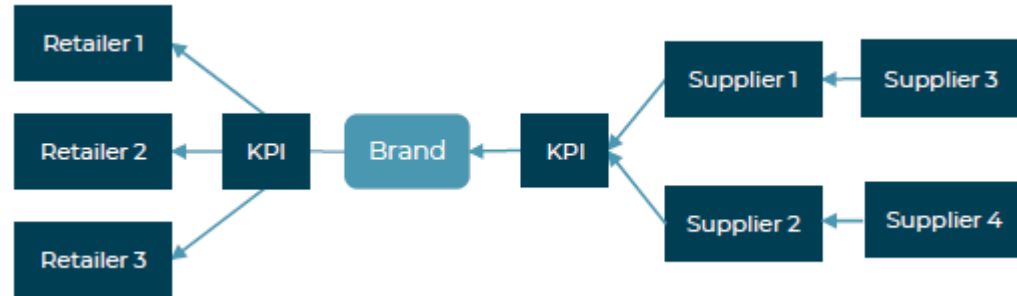 Retailer 1
Retailer 2
Retailer 3
KPI
Brand
KPI
Supplier 1
Supplier 2
Supplier 3
Supplier 4